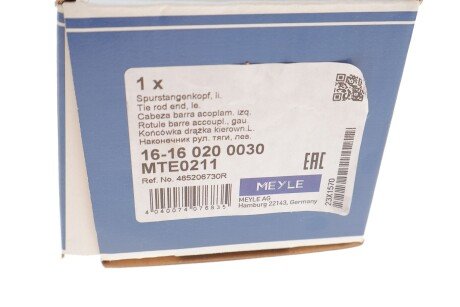 1 x
Spurstangenkopf, li.
Tie rod end, le.
Cabeza barra acoplam. izq.
Rotule barre accoupl., gau.
Końcówka drążka kierown.L.
Наконечник рул. тяги, лев.
16-16 020 0030
MTE0211
Ref. No. 485206730R
EAC
MEYLE
4 040074 076835
MEYLE AG
Hamburg 22143, Germany
23X1570